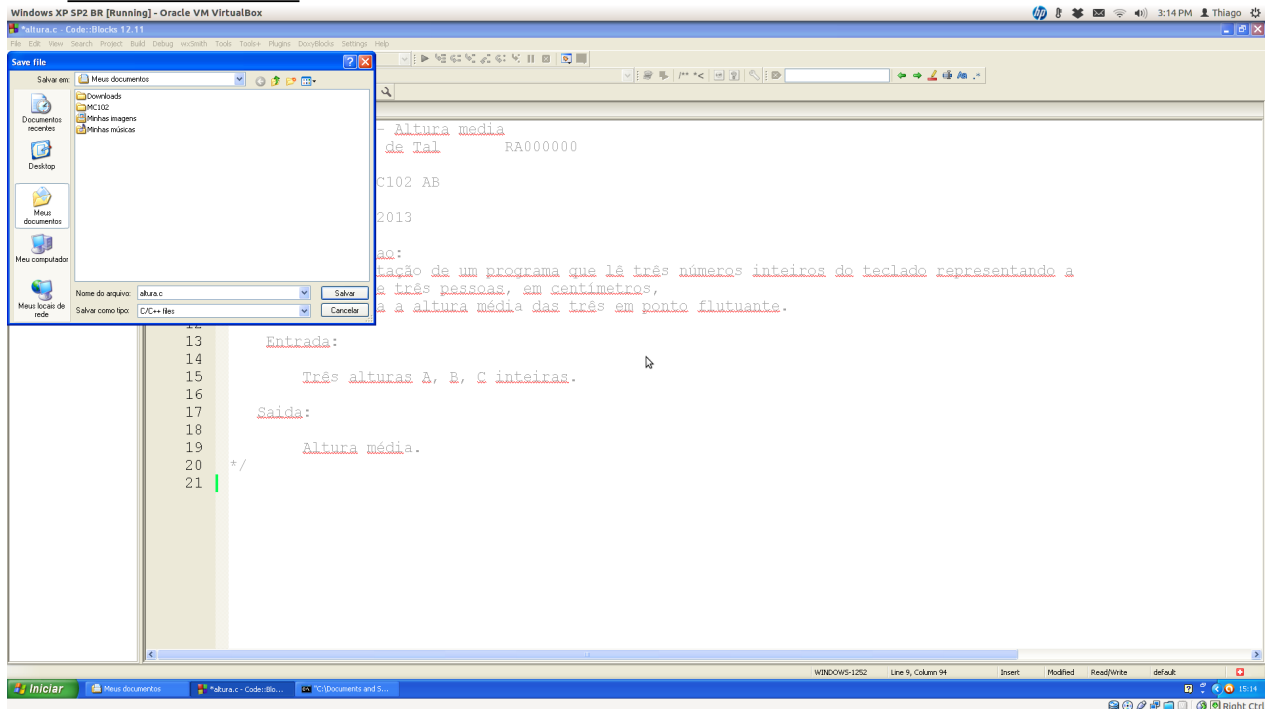 Windows XP SP2 BR [Running] - Oracle VM VirtualBox
3:14 PM Thiago
*altura.c - Code::Blocks 12.11
File Edit View Search Project Build Debug wxSmith Tools Tools+ Plugins DoxyBlocks Settings Help
Save file
Salvar em: Meus documentos
Documentos recentes
Desktop
Meus documentos
Meu computador
Meus locais de rede
Downloads
MC102
Minhas imagens
Minhas músicas
Nome do arquivo: altura.c Salvar
Salvar como tipo: C/C++ files Cancelar
- Altura media
de Tal RA000000
C102 AB
2013
ao:
tação de um programa que lê três números inteiros do teclado representando a
e três pessoas, em centímetros,
a a altura média das três em ponto flutuante.
12
13 Entrada:
14
15 Três alturas A, B, C inteiras.
16
17 Saida:
18
19 Altura média.
20 */
21
WINDOWS-1252 Line 9, Column 94 Insert Modified Read/Write default
Iniciar Meus documentos *altura.c - Code::Blo... "C:\Documents and S... 15:14
Right Ctrl